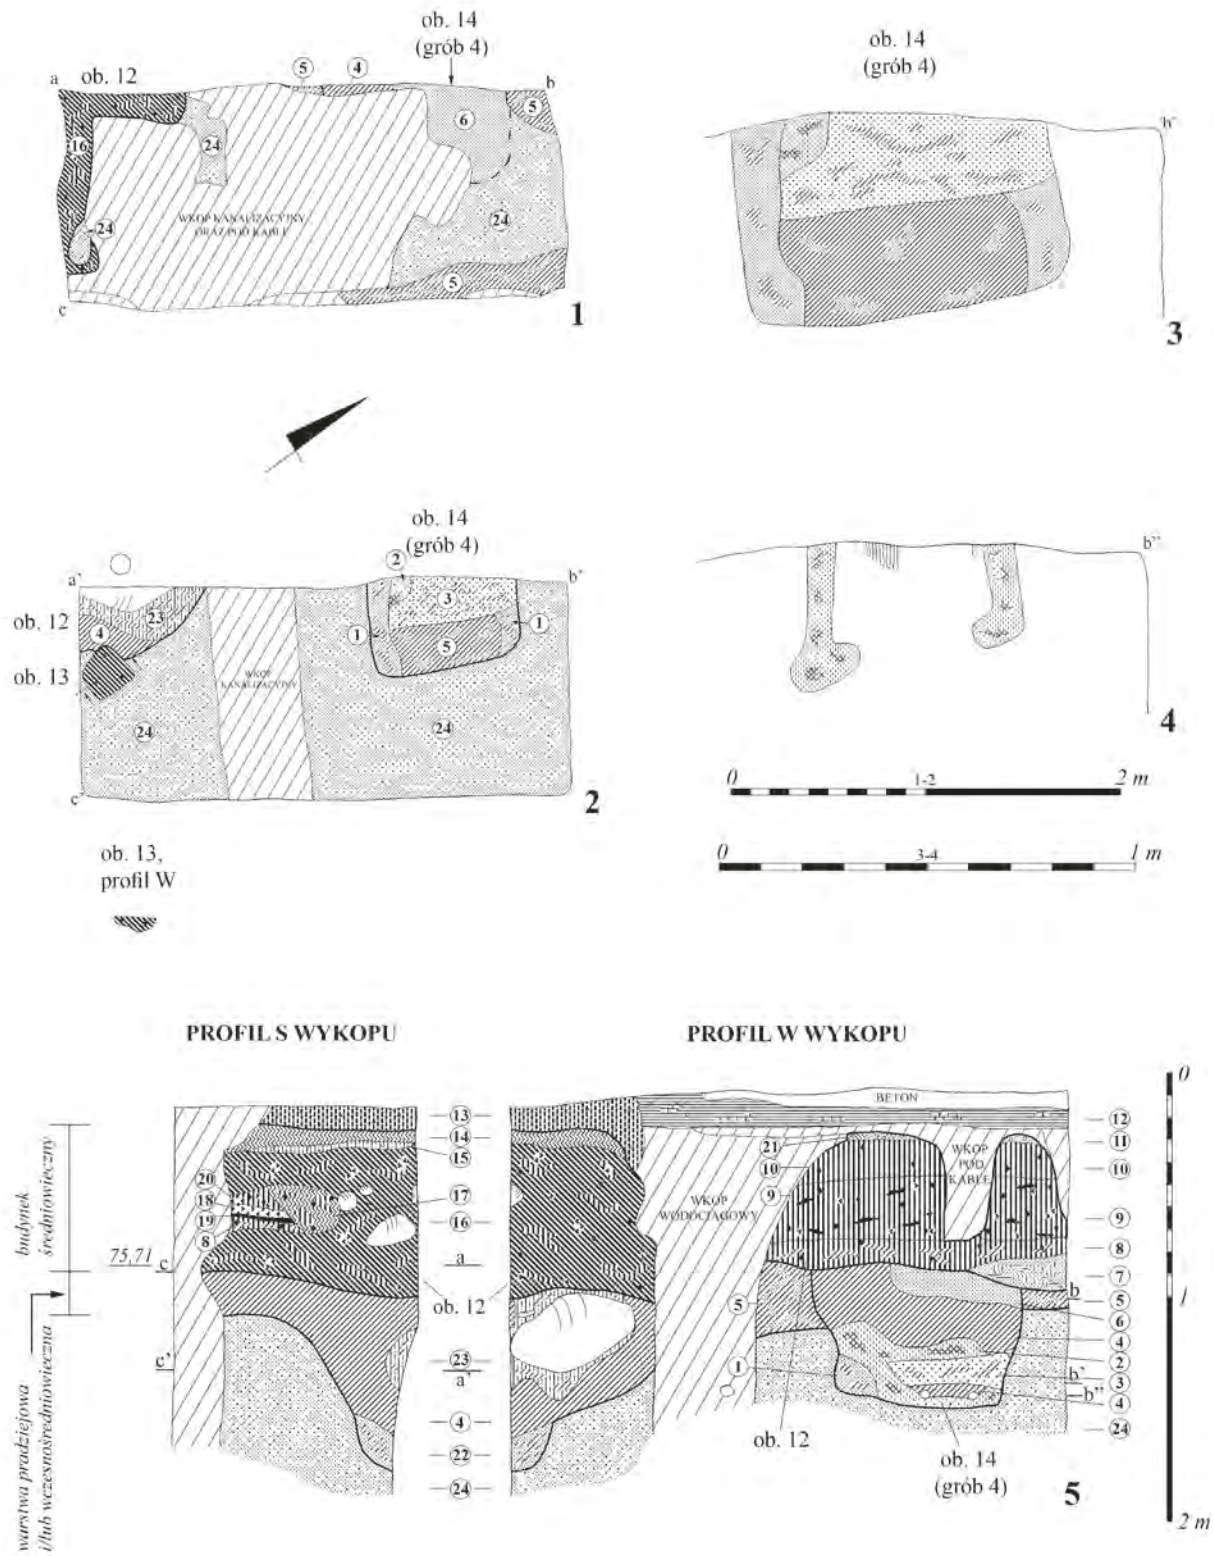 ob. 14
(grób 4)
a
ob. 12
5
4
b
6
5
16
24
24
24
5
WKOP KANALIZACYJNY
ORAZ POD KABLE
c
1
ob. 14
(grób 4)
b'
3
ob. 14
(grób 4)
2
a'
b'
ob. 12
23
3
4
1
1
5
ob. 13
WKOP
KANALIZACYJNY
24
24
c'
2
b''
4
0
1-2
2 m
0
3-4
1 m
ob. 13,
profil W
PROFIL S WYKOPU
PROFIL W WYKOPU
0
BETON
13
12
14
21
11
15
10
WKOP
POD
KABLE
10
20
18
17
9
19
16
WKOP
WODOCIĄGOWY
9
8
8
budynek
średniowieczny
75,71
c
a
7
b
5
1
ob. 12
5
6
4
c'
23
a'
1
2
b'
3
b''
4
4
22
24
24
ob. 12
ob. 14
(grób 4)
5
2 m
warstwa pradziejowa
i/lub wczesnośredniowieczna